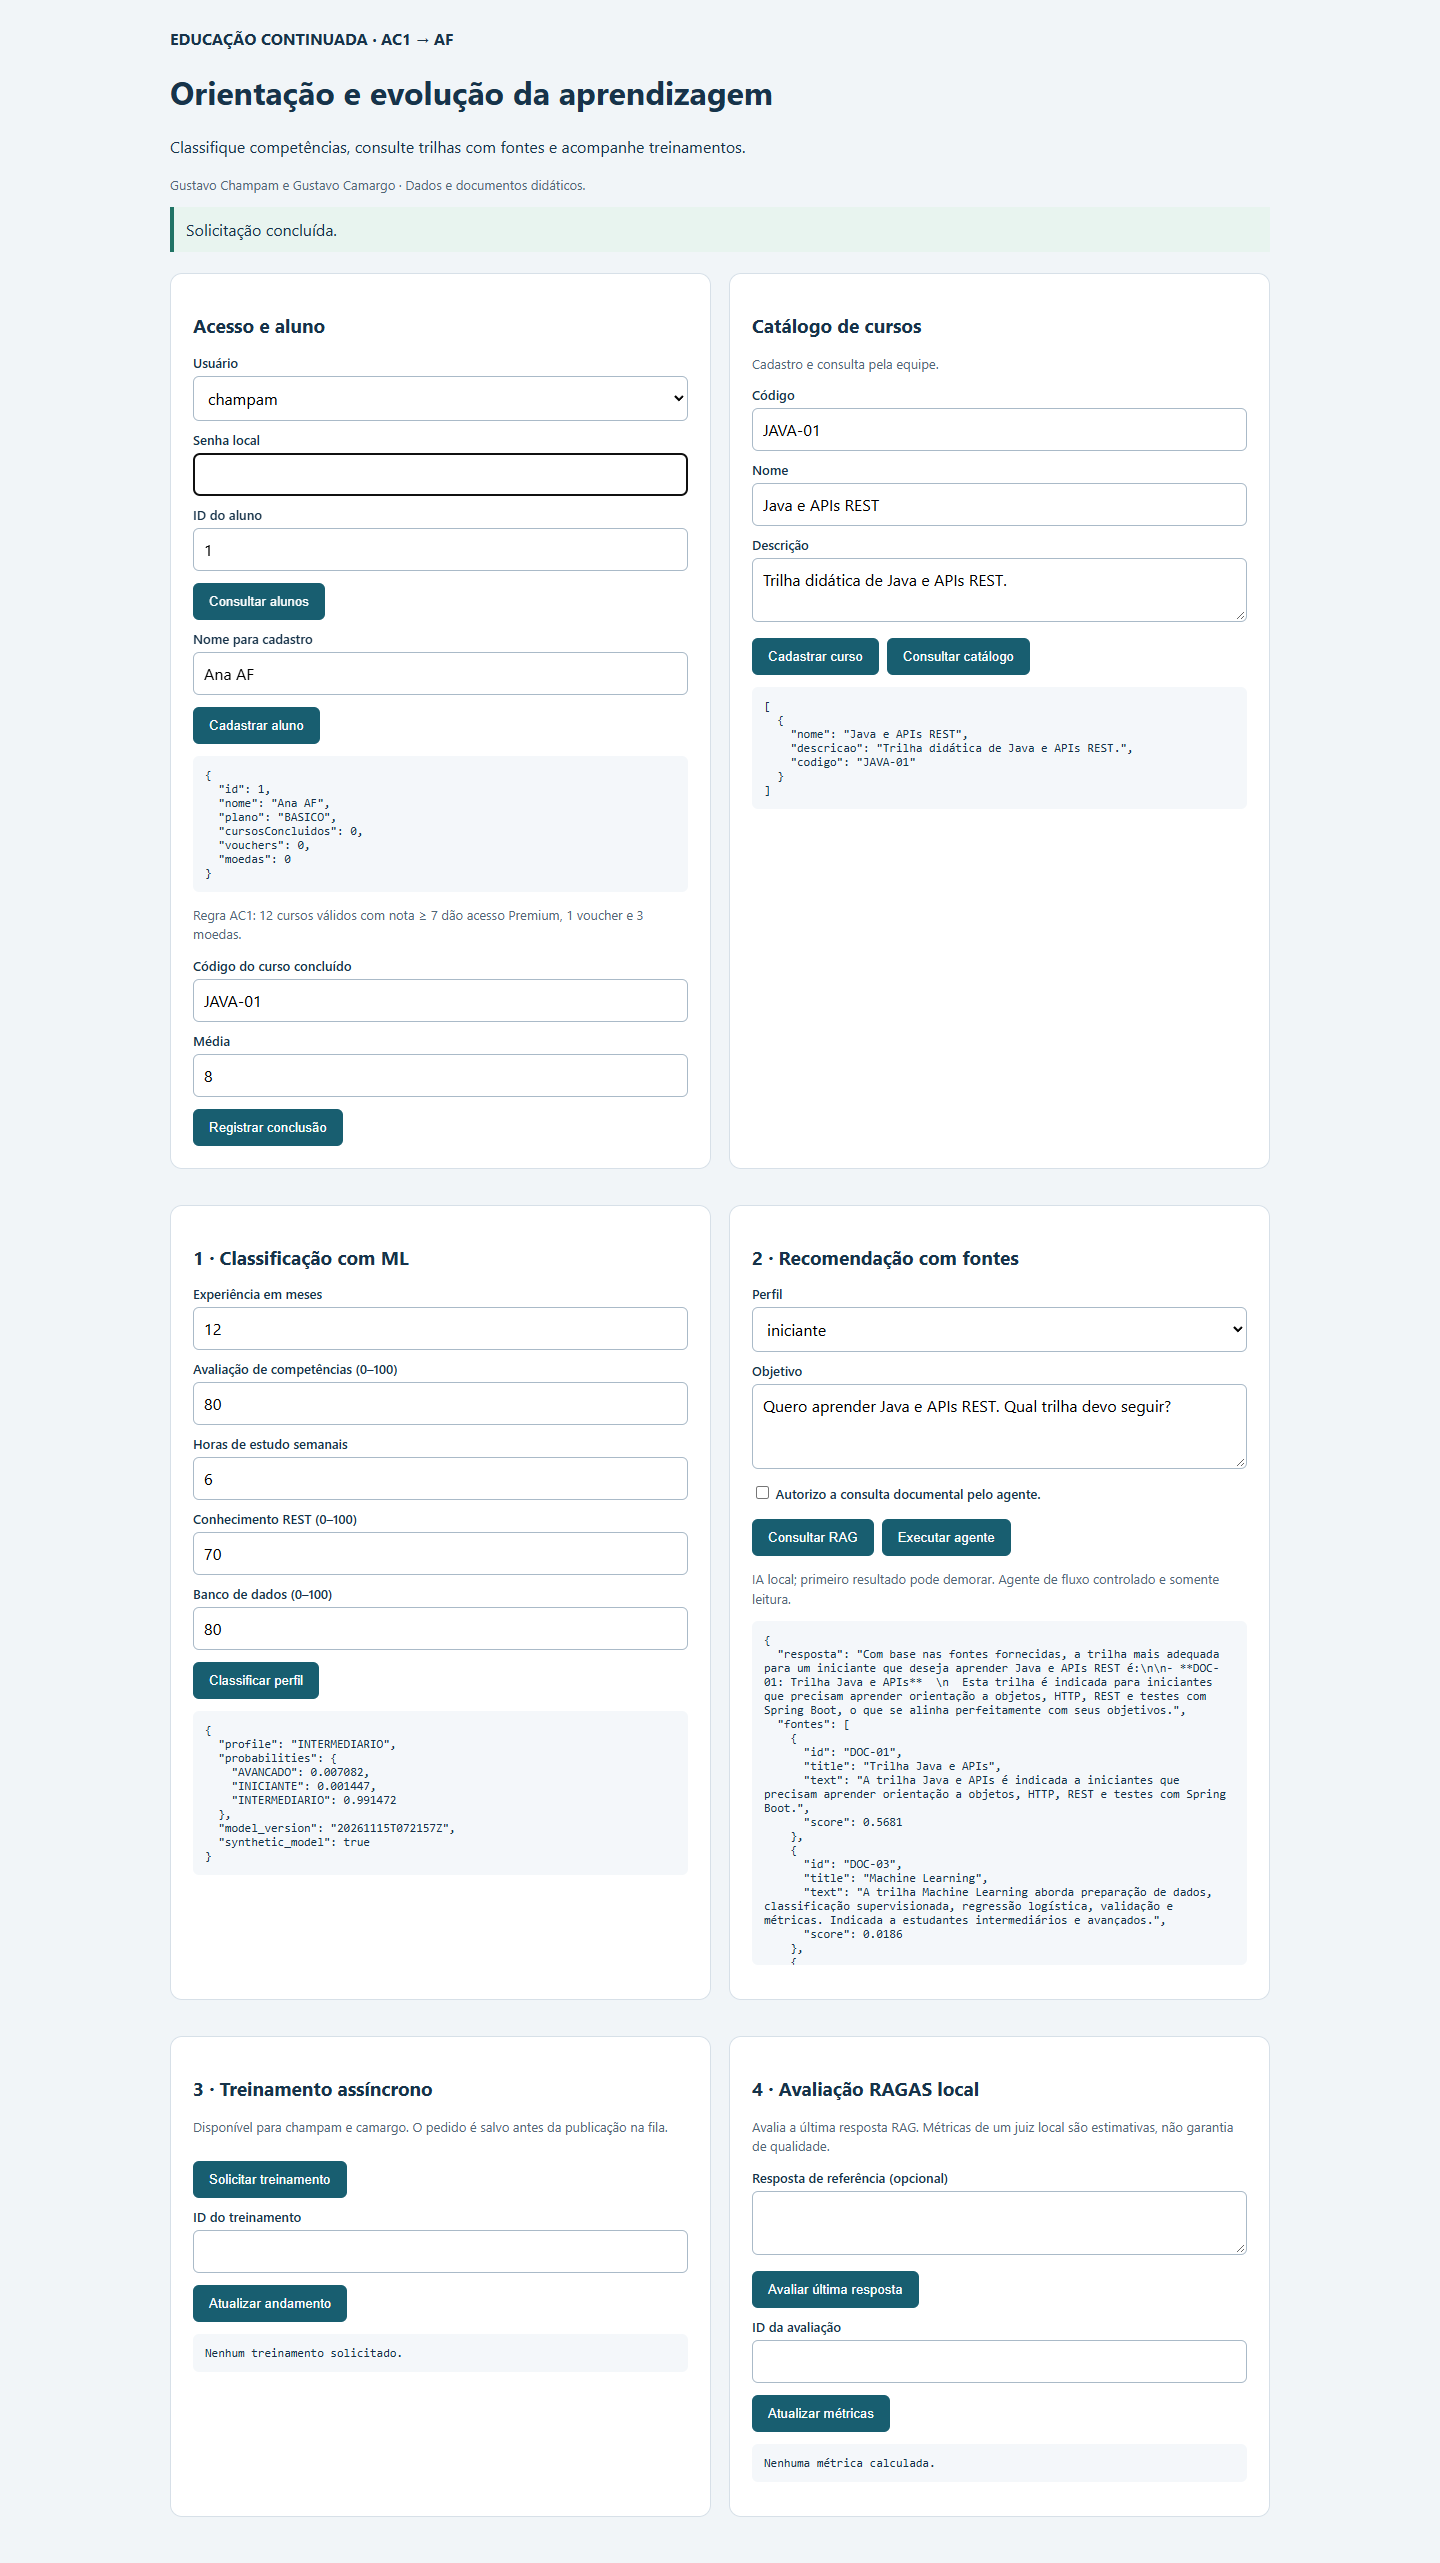 EDUCAÇÃO CONTINUADA · AC1 → AF
Orientação e evolução da aprendizagem
Classifique competências, consulte trilhas com fontes e acompanhe treinamentos.
Gustavo Champam e Gustavo Camargo · Dados e documentos didáticos.
Solicitação concluída.
Acesso e aluno
Usuário
champam
Senha local
ID do aluno
1
Consultar alunos
Nome para cadastro
Ana AF
Cadastrar aluno
{
"id": 1,
"nome": "Ana AF",
"plano": "BASICO",
"cursosConcluidos": 0,
"vouchers": 0,
"moedas": 0
}
Regra AC1: 12 cursos válidos com nota ≥ 7 dão acesso Premium, 1 voucher e 3
moedas.
Código do curso concluído
JAVA-01
Média
8
Registrar conclusão
Catálogo de cursos
Cadastro e consulta pela equipe.
Código
JAVA-01
Nome
Java e APIs REST
Descrição
Trilha didática de Java e APIs REST.
Cadastrar curso Consultar catálogo
[
{
"nome": "Java e APIs REST",
"descricao": "Trilha didática de Java e APIs REST.",
"codigo": "JAVA-01"
}
]
1 · Classificação com ML
Experiência em meses
12
Avaliação de competências (0–100)
80
Horas de estudo semanais
6
Conhecimento REST (0–100)
70
Banco de dados (0–100)
80
Classificar perfil
{
"profile": "INTERMEDIARIO",
"probabilities": {
"AVANCADO": 0.007082,
"INICIANTE": 0.001447,
"INTERMEDIARIO": 0.991472
},
"model_version": "20261115T072157Z",
"synthetic_model": true
}
2 · Recomendação com fontes
Perfil
iniciante
Objetivo
Quero aprender Java e APIs REST. Qual trilha devo seguir?
Autorizo a consulta documental pelo agente.
Consultar RAG Executar agente
IA local; primeiro resultado pode demorar. Agente de fluxo controlado e somente
leitura.
{
"resposta": "Com base nas fontes fornecidas, a trilha mais adequada
para um iniciante que deseja aprender Java e APIs REST é:\n\n- **DOC-
01: Trilha Java e APIs**  \n  Esta trilha é indicada para iniciantes
que precisam aprender orientação a objetos, HTTP, REST e testes com
Spring Boot, o que se alinha perfeitamente com seus objetivos.",
"fontes": [
{
"id": "DOC-01",
"title": "Trilha Java e APIs",
"text": "A trilha Java e APIs é indicada a iniciantes que
precisam aprender orientação a objetos, HTTP, REST e testes com Spring
Boot.",
"score": 0.5681
},
{
"id": "DOC-03",
"title": "Machine Learning",
"text": "A trilha Machine Learning aborda preparação de dados,
classificação supervisionada, regressão logística, validação e
métricas. Indicada a estudantes intermediários e avançados.",
"score": 0.0186
},
{
3 · Treinamento assíncrono
Disponível para champam e camargo. O pedido é salvo antes da publicação na fila.
Solicitar treinamento
ID do treinamento
Atualizar andamento
Nenhum treinamento solicitado.
4 · Avaliação RAGAS local
Avalia a última resposta RAG. Métricas de um juiz local são estimativas, não garantia
de qualidade.
Resposta de referência (opcional)
Avaliar última resposta
ID da avaliação
Atualizar métricas
Nenhuma métrica calculada.